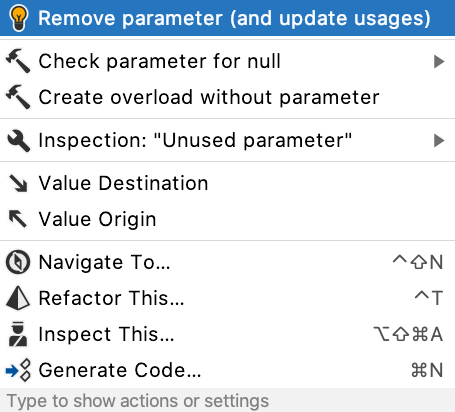 Remove parameter (and update usages)
Check parameter for null
Create overload without parameter
Inspection: "Unused parameter"
Value Destination
Value Origin
Navigate To... ⌃⇧N
Refactor This... ⌃T
Inspect This... ⌥⇧⌘A
Generate Code... ⌘N
Type to show actions or settings